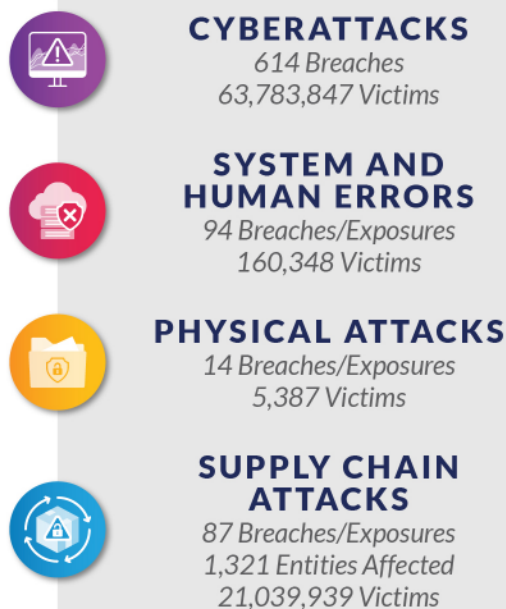 CYBERATTACKS
614 Breaches
63,783,847 Victims
SYSTEM AND
HUMAN ERRORS
94 Breaches/Exposures
160,348 Victims
PHYSICAL ATTACKS
14 Breaches/Exposures
5,387 Victims
SUPPLY CHAIN
ATTACKS
87 Breaches/Exposures
1,321 Entities Affected
21,039,939 Victims